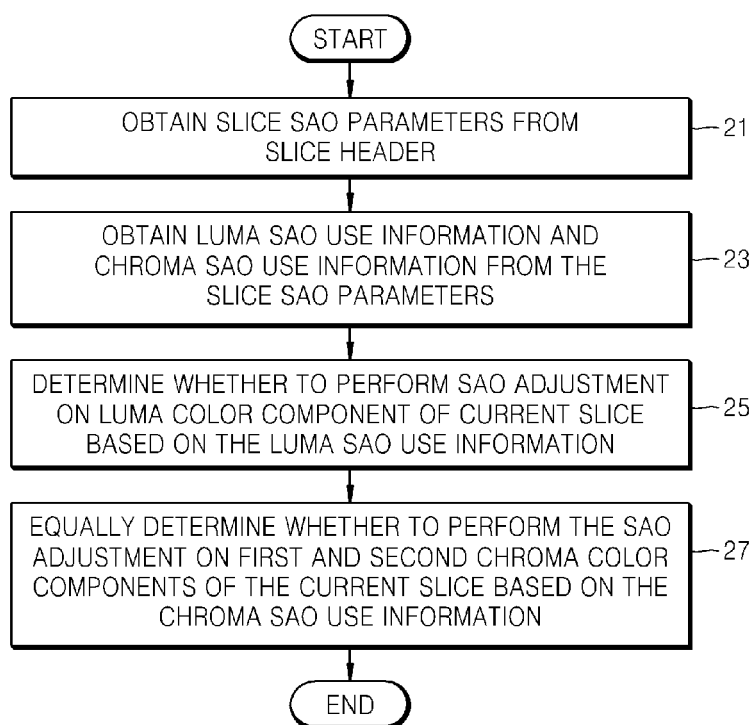 START
OBTAIN SLICE SAO PARAMETERS FROM
SLICE HEADER
21
OBTAIN LUMA SAO USE INFORMATION AND
CHROMA SAO USE INFORMATION FROM THE
SLICE SAO PARAMETERS
23
DETERMINE WHETHER TO PERFORM SAO ADJUSTMENT
ON LUMA COLOR COMPONENT OF CURRENT SLICE
BASED ON THE LUMA SAO USE INFORMATION
25
EQUALLY DETERMINE WHETHER TO PERFORM THE SAO
ADJUSTMENT ON FIRST AND SECOND CHROMA COLOR
COMPONENTS OF THE CURRENT SLICE BASED ON THE
CHROMA SAO USE INFORMATION
27
END